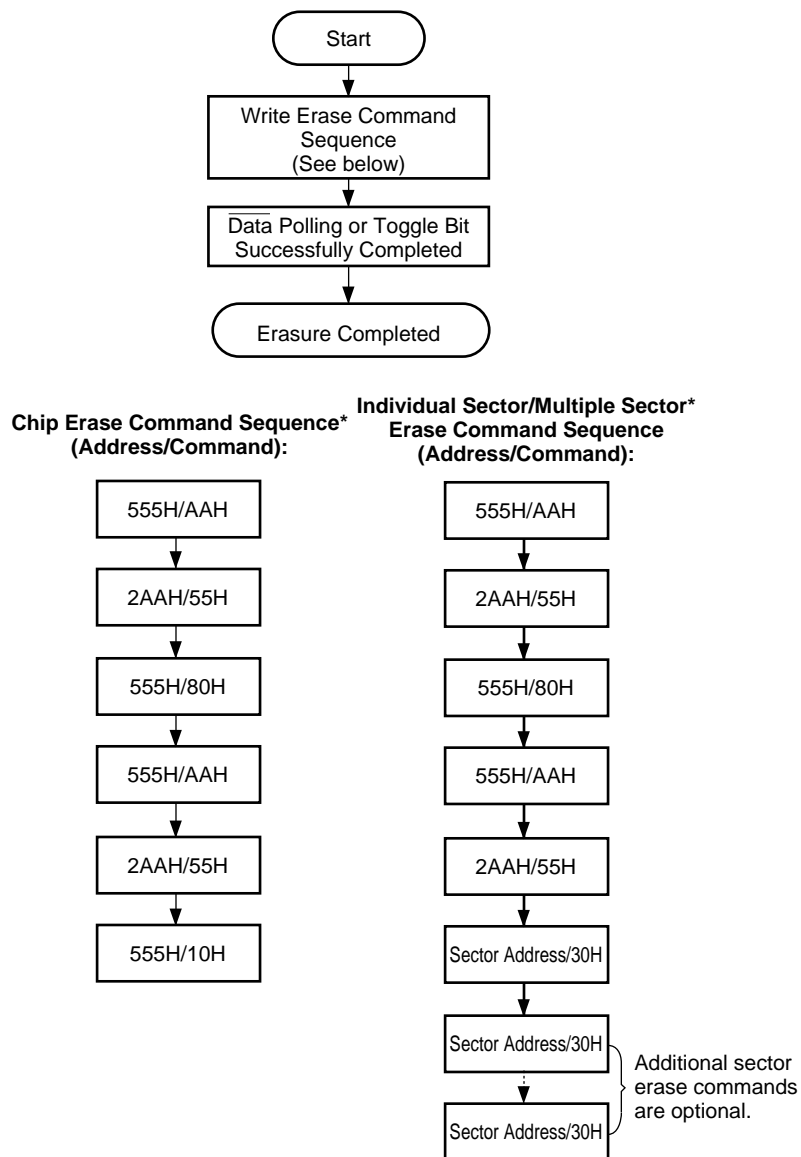 Start
Write Erase Command
Sequence
(See below)
Data Polling or Toggle Bit
Successfully Completed
Erasure Completed
Chip Erase Command Sequence*
(Address/Command):
555H/AAH
2AAH/55H
555H/80H
555H/AAH
2AAH/55H
555H/10H
Individual Sector/Multiple Sector*
Erase Command Sequence
(Address/Command):
555H/AAH
2AAH/55H
555H/80H
555H/AAH
2AAH/55H
Sector Address/30H
Sector Address/30H
Sector Address/30H
Additional sector
erase commands
are optional.